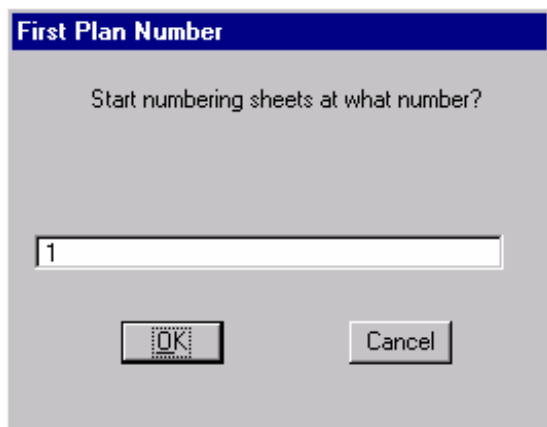 First Plan Number
Start numbering sheets at what number?
1
OK
Cancel